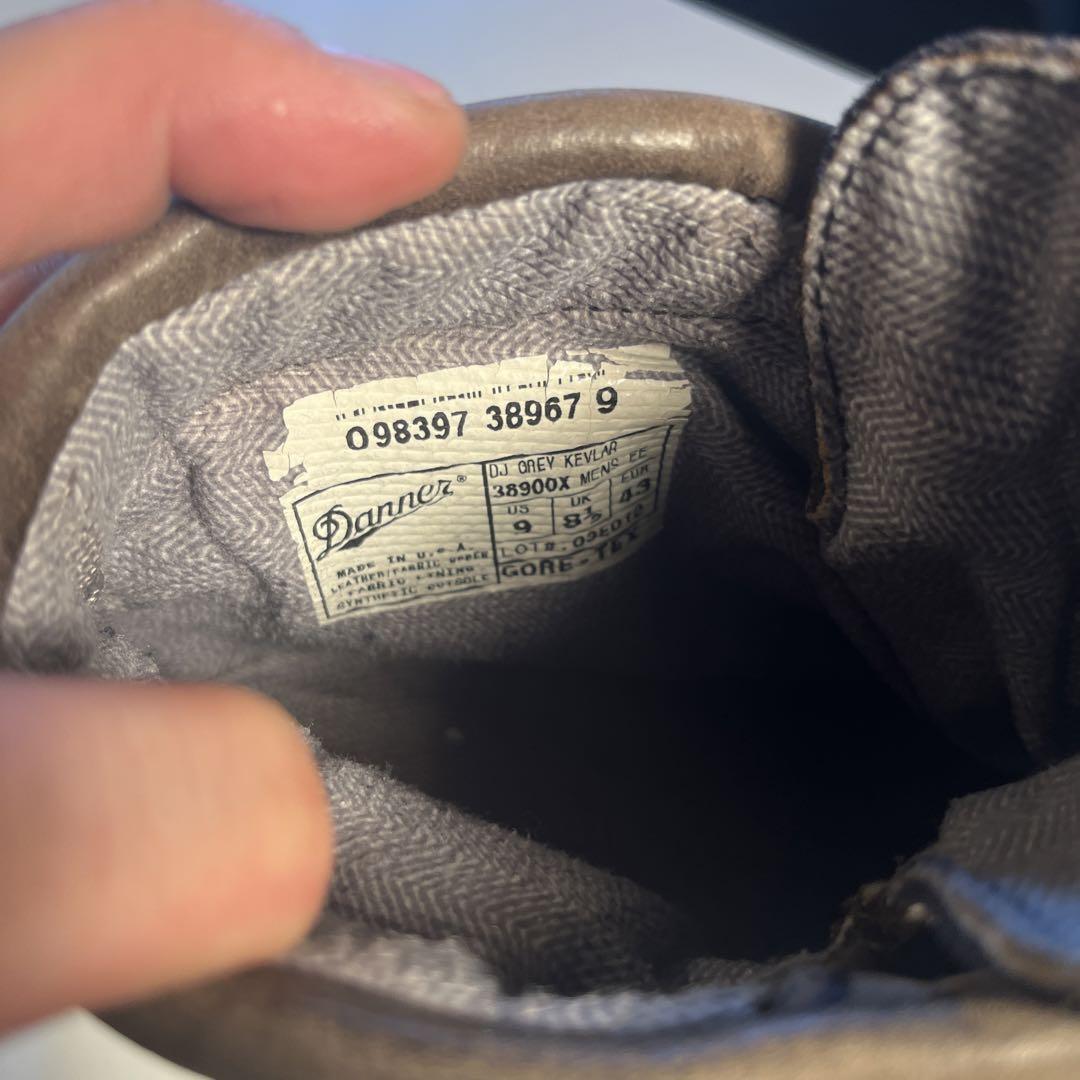 098397 38967 9
Danner®
MADE IN U.S.A.
LEATHER/FABRIC UPPER
FABRIC LINING
SYNTHETIC OUTSOLE
DJ GREY KEVLAR
38900X MENS EE
US UK EUR
9 8½ 43
LOT#.
GORE-TEX